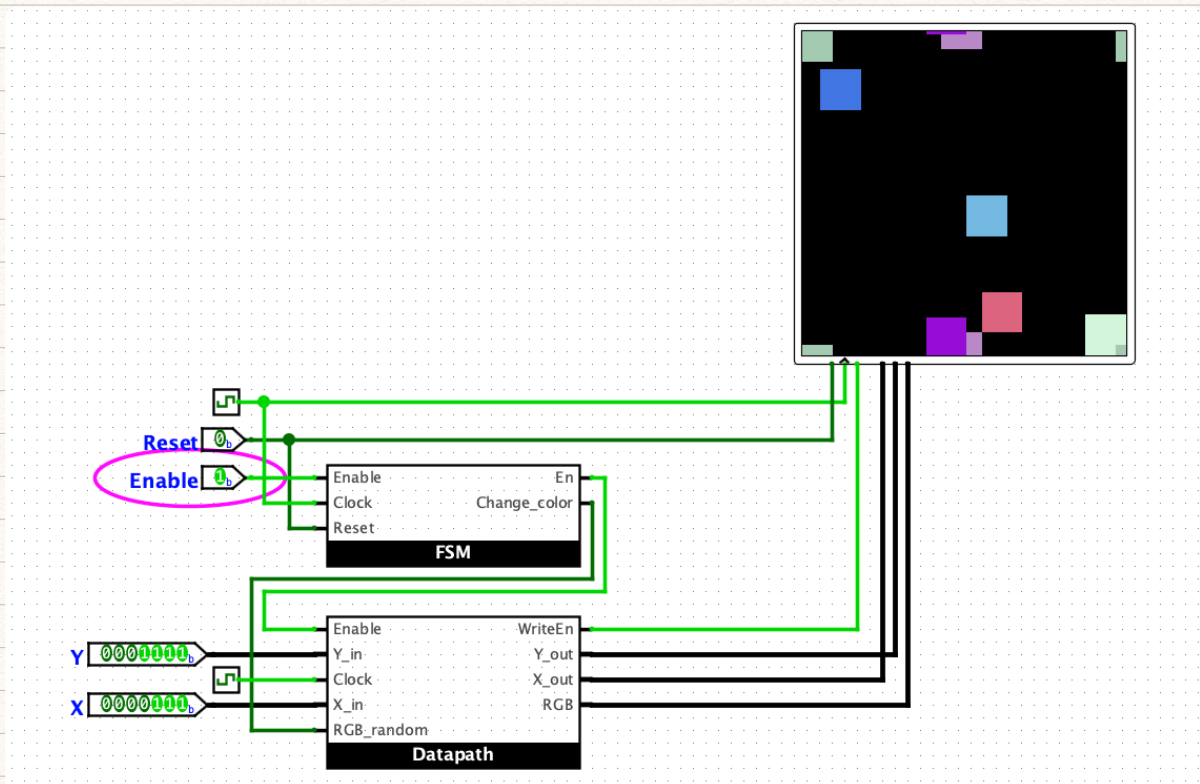 Reset 0b
Enable 1b
Enable En
Clock Change_color
Reset
FSM
Enable WriteEn
Y 00011111b Y_in Y_out
Clock X_out
X 00000111b X_in RGB
RGB_random
Datapath